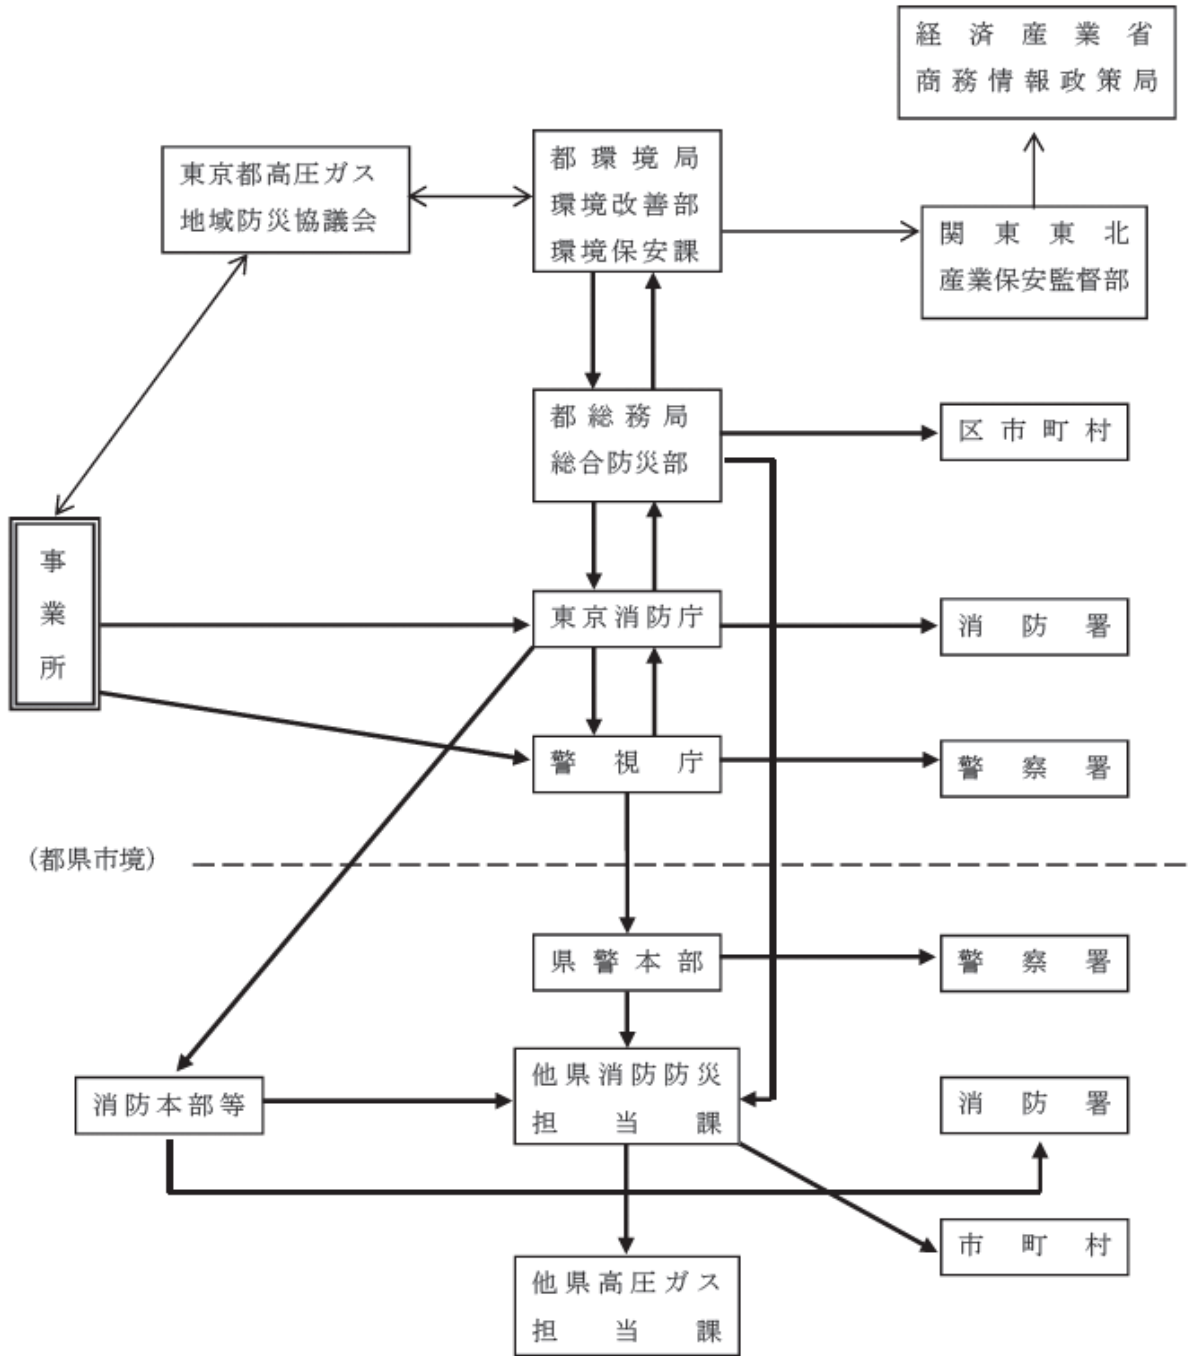 経済産業省
商務情報政策局
東京都高圧ガス
地域防災協議会
都環境局
環境改善部
環境保安課
関東東北
産業保安監督部
都総務局
総合防災部
区市町村
事業所
東京消防庁
消防署
警視庁
警察署
(都県市境)
県警本部
警察署
消防本部等
他県消防防災
担当課
消防署
市町村
他県高圧ガス
担当課